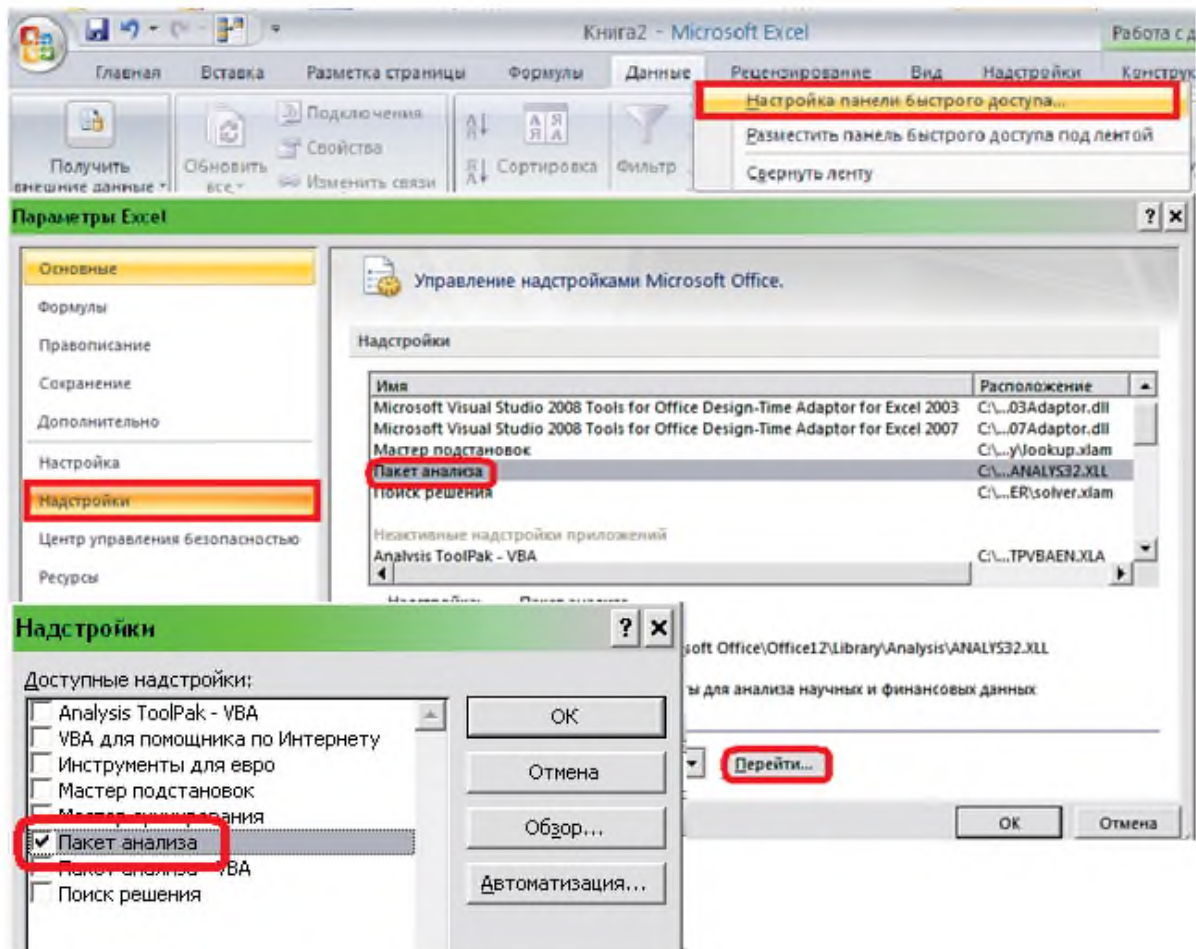 Книга2 - Microsoft Excel
Работа с д
Главная Вставка Разметка страницы Формулы Данные Рецензирование Вид Надстройки Конструк
Получить внешние данные
Обновить все
Подключения
Свойства
Изменить связи
Сортировка
Фильтр
Настройка панели быстрого доступа...
Разместить панель быстрого доступа под лентой
Свернуть ленту
Параметры Excel
Основные
Формулы
Правописание
Сохранение
Дополнительно
Настройка
Надстройки
Центр управления безопасностью
Ресурсы
Управление надстройками Microsoft Office.
Надстройки
Имя Расположение
Microsoft Visual Studio 2008 Tools for Office Design-Time Adaptor for Excel 2003 C:\...03Adaptor.dll
Microsoft Visual Studio 2008 Tools for Office Design-Time Adaptor for Excel 2007 C:\...07Adaptor.dll
Мастер подстановок C:\...y\lookup.xlam
Пакет анализа C:\...ANALYS32.XLL
Поиск решения C:\...ER\solver.xlam
Неактивные надстройки приложений
Analysis ToolPak - VBA C:\...TPVBAEN.XLA
soft Office\Office12\Library\Analysis\ANALYS32.XLL
ы для анализа научных и финансовых данных
Перейти...
ОК Отмена
Надстройки
Доступные надстройки:
Analysis ToolPak - VBA
VBA для помощника по Интернету
Инструменты для евро
Мастер подстановок
Мастер суммирования
Пакет анализа
Пакет анализа - VBA
Поиск решения
ОК
Отмена
Обзор...
Автоматизация...